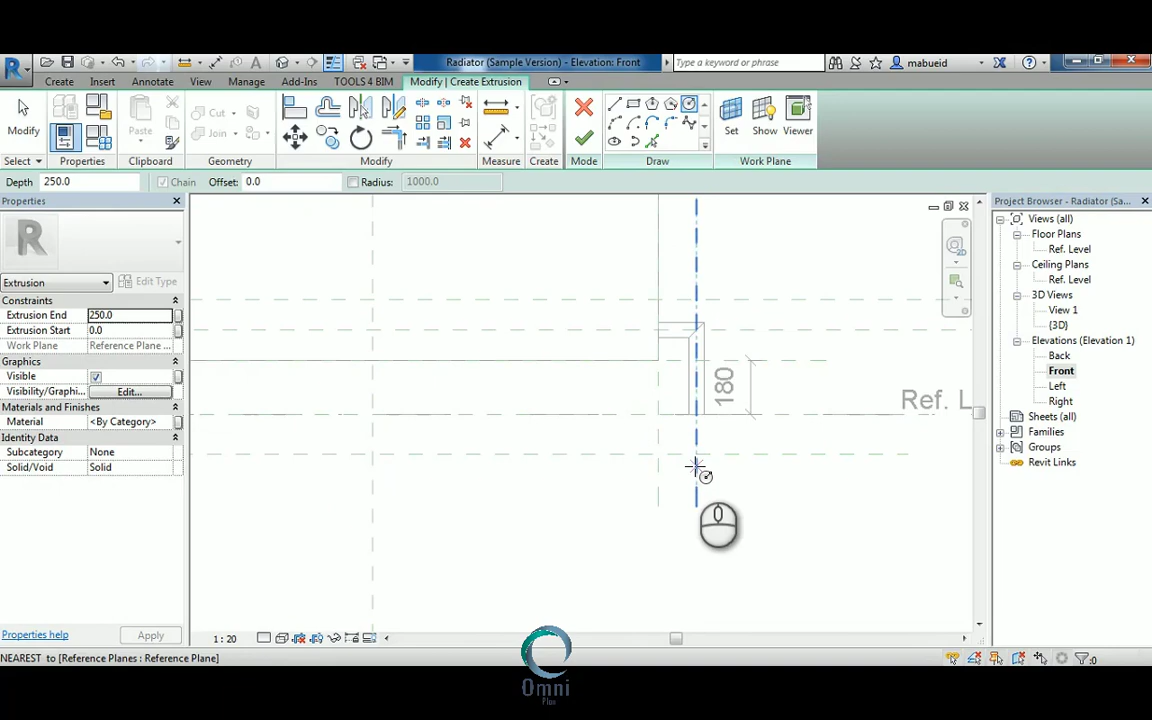 Radiator (Sample Version) - Elevation: Front
Type a keyword or phrase
mabueid
Create Insert Annotate View Manage Add-Ins TOOLS 4 BIM Modify | Create Extrusion
Modify
Paste
Cut
Join
Set Show Viewer
Select Properties Clipboard Geometry Modify Measure Create Mode Draw Work Plane
Depth 250.0 Chain Offset: 0.0 Radius: 1000.0
Properties
Extrusion Edit Type
Constraints
Extrusion End 250.0
Extrusion Start 0.0
Work Plane Reference Plane ...
Graphics
Visible
Visibility/Graphi... Edit...
Materials and Finishes
Material <By Category>
Identity Data
Subcategory None
Solid/Void Solid
Properties help Apply
180
Ref. L
Project Browser - Radiator (Sa...
Views (all)
Floor Plans
Ref. Level
Ceiling Plans
Ref. Level
3D Views
View 1
{3D}
Elevations (Elevation 1)
Back
Front
Left
Right
Sheets (all)
Families
Groups
Revit Links
1 : 20
NEAREST to [Reference Planes : Reference Plane]
:0
Omni
Plus